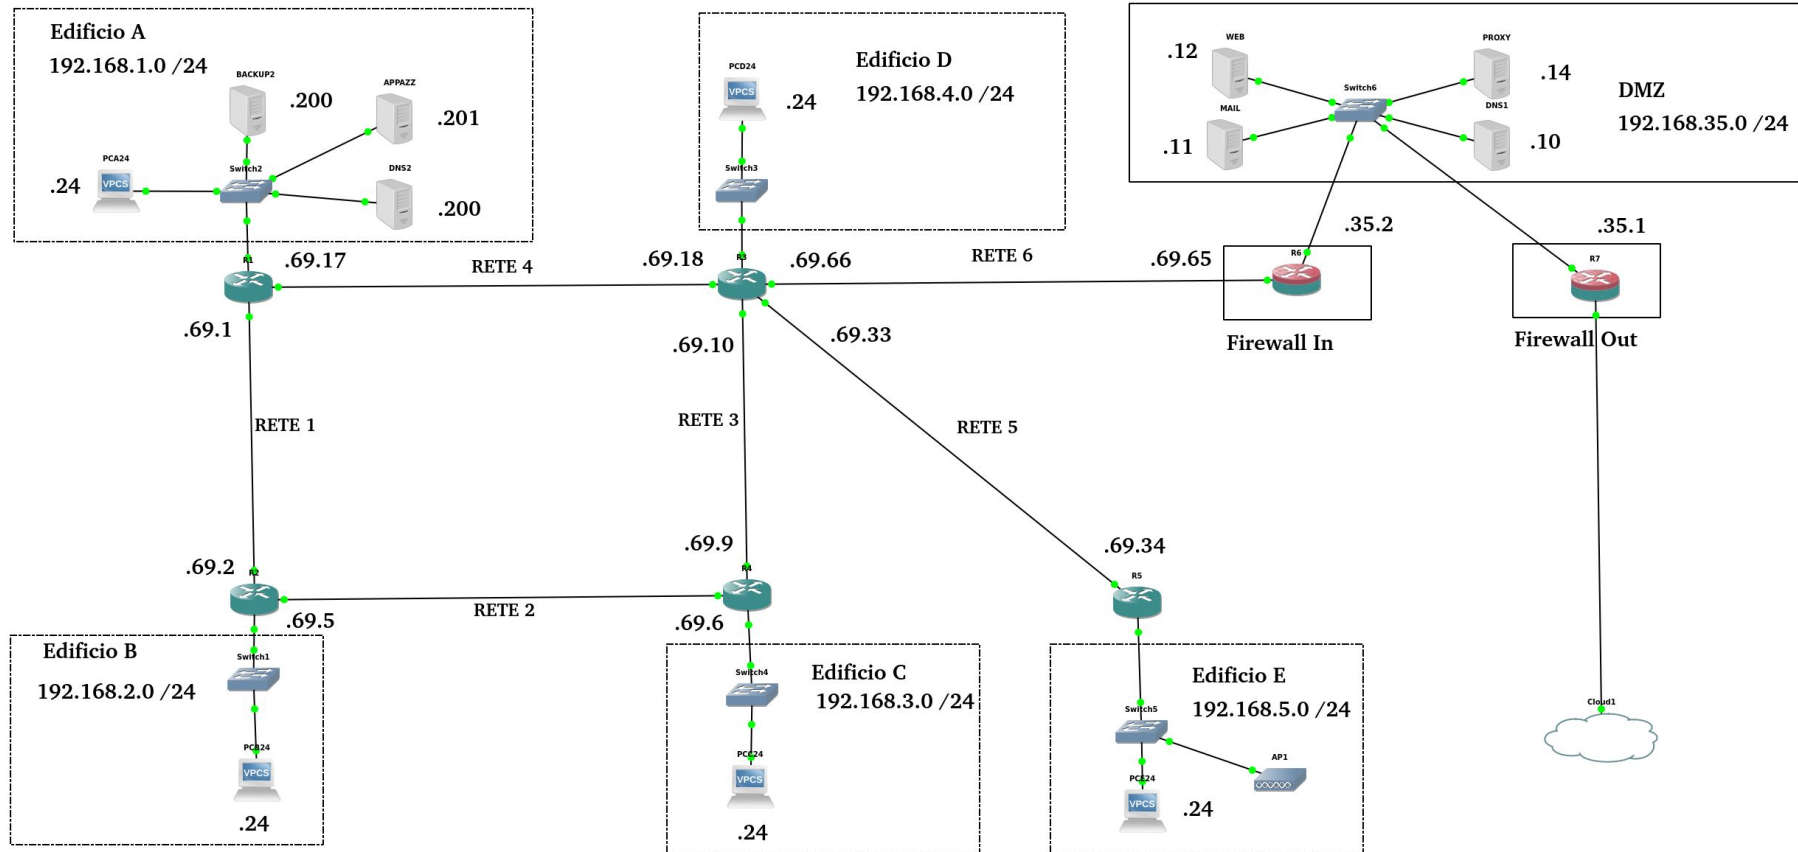 Edificio A
192.168.1.0 /24
BACKUP2
.200
APPAZZ
.201
PCA24
VPCS
.24
Switch2
DNS2
.200
Edificio D
192.168.4.0 /24
PCD24
VPCS
.24
Switch3
WEB
.12
PROXY
.14
Switch6
MAIL
.11
DNS1
.10
DMZ
192.168.35.0 /24
R1
.69.17
RETE 4
.69.18
R3
.69.66
RETE 6
.69.65
R6
.35.2
Firewall In
R7
.35.1
Firewall Out
.69.1
.69.10
.69.33
RETE 1
RETE 3
RETE 5
.69.2
R2
.69.5
RETE 2
.69.9
R4
.69.6
.69.34
R5
Edificio B
192.168.2.0 /24
Switch1
PCB24
VPCS
.24
Edificio C
192.168.3.0 /24
Switch4
PCC24
VPCS
.24
Edificio E
192.168.5.0 /24
Switch5
AP1
PCE24
VPCS
.24
Cloud1